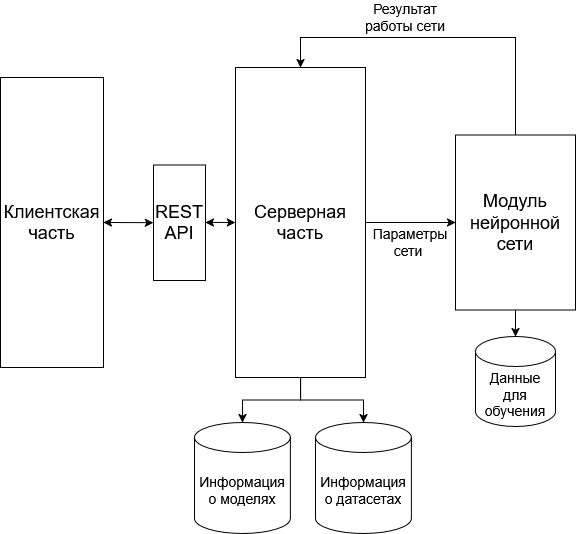 Результат
работы сети
Клиентская
часть
REST
API
Серверная
часть
Параметры
сети
Модуль
нейронной
сети
Данные
для
обучения
Информация
о моделях
Информация
о датасетах